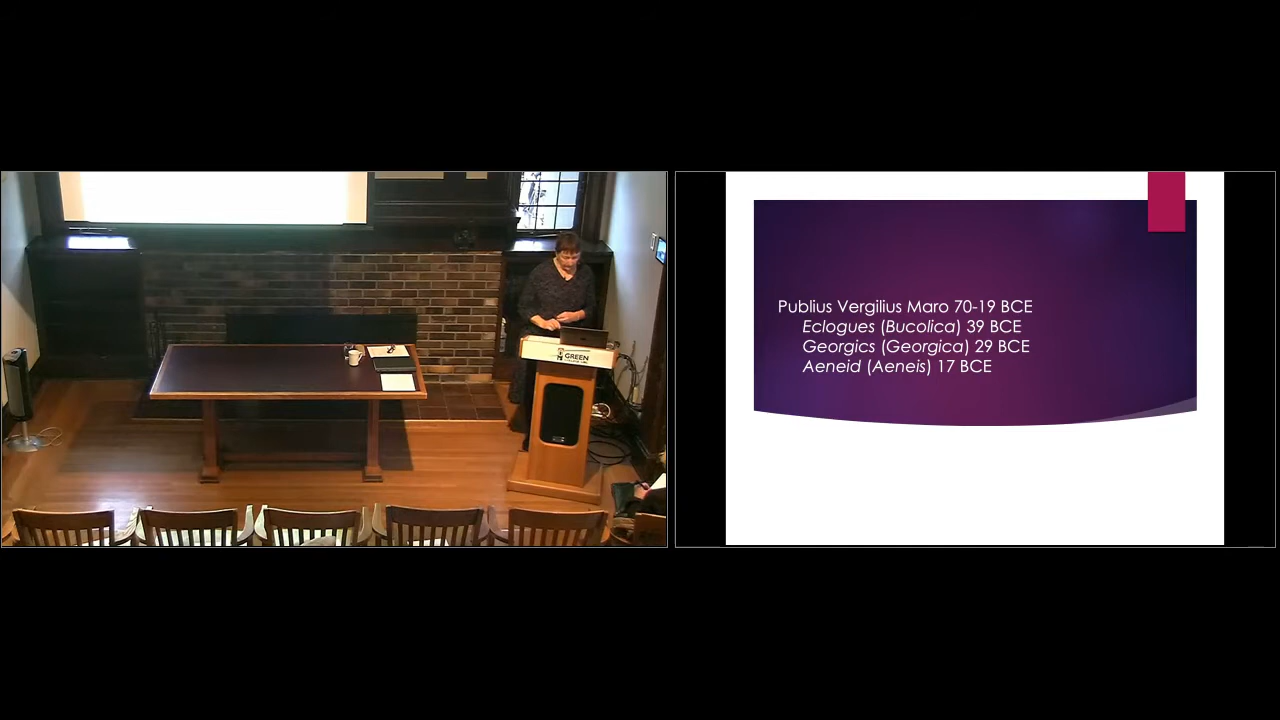 GREEN
Publius Vergilius Maro 70-19 BCE
Eclogues (Bucolica) 39 BCE
Georgics (Georgica) 29 BCE
Aeneid (Aeneis) 17 BCE